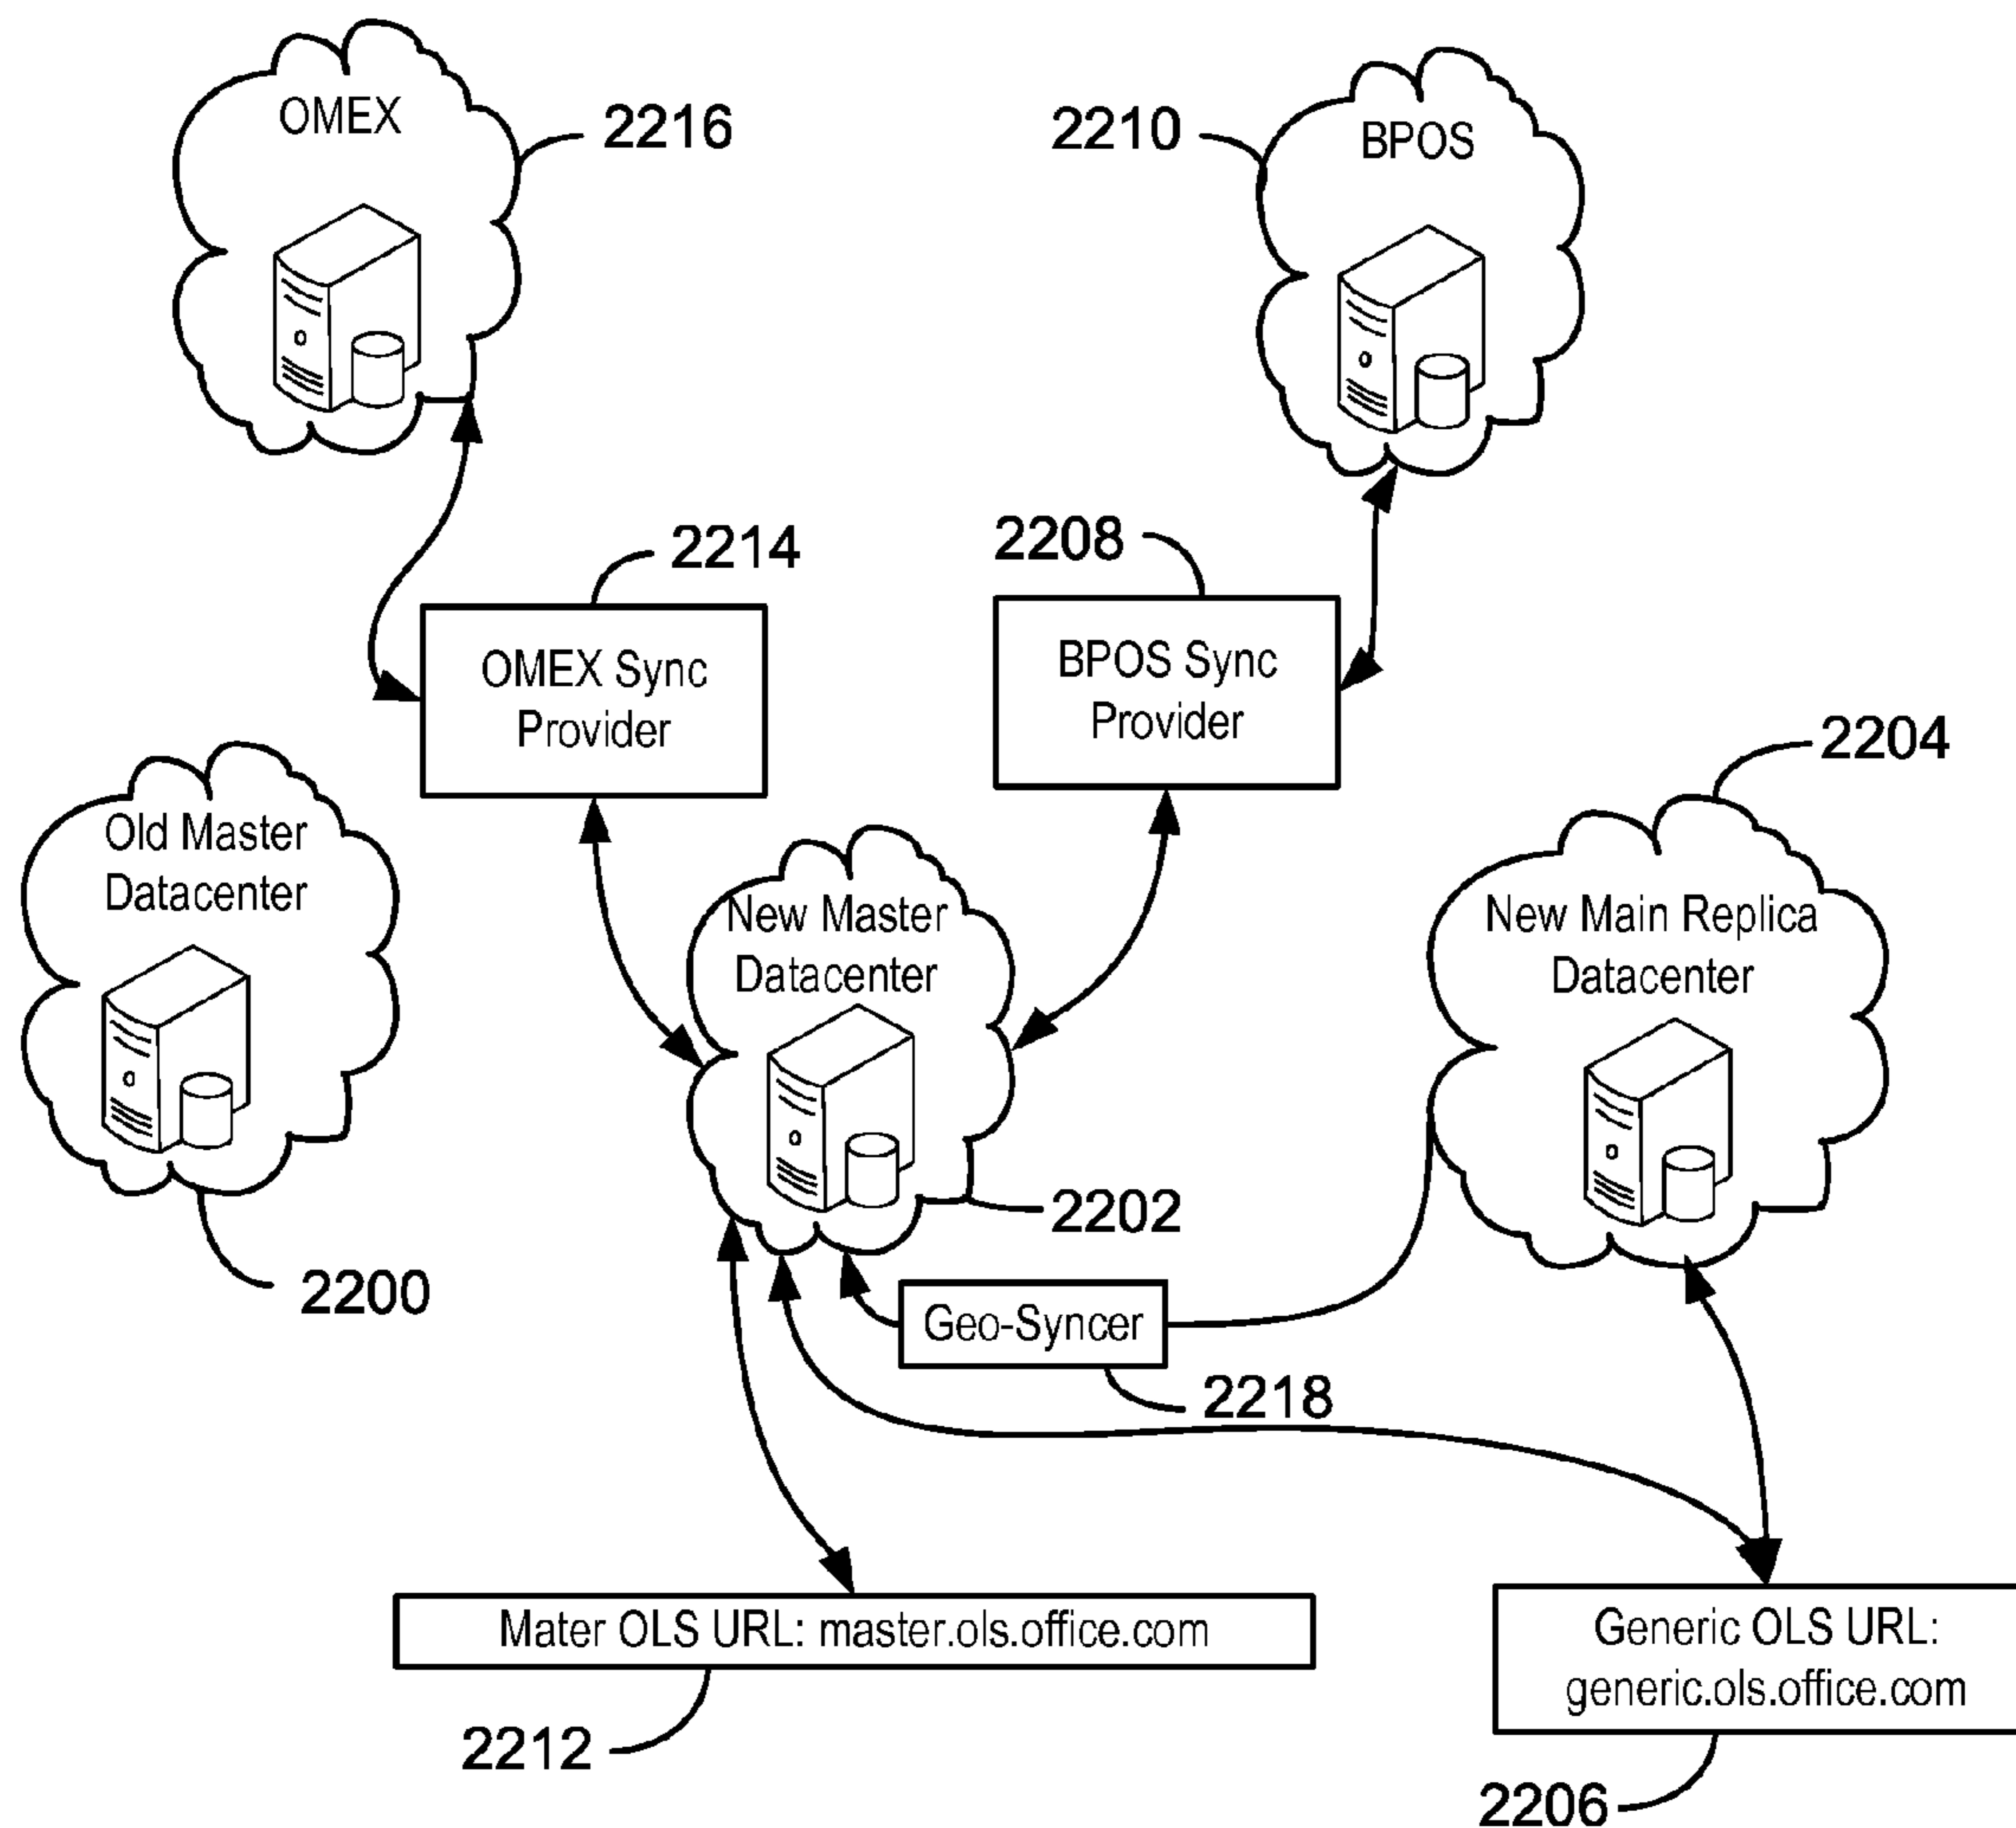 OMEX
2216
2210
BPOS
2214
2208
OMEX Sync
Provider
BPOS Sync
Provider
2204
Old Master
Datacenter
New Master
Datacenter
New Main Replica
Datacenter
2202
2200
Geo-Syncer
2218
Mater OLS URL: master.ols.office.com
Generic OLS URL:
generic.ols.office.com
2212
2206